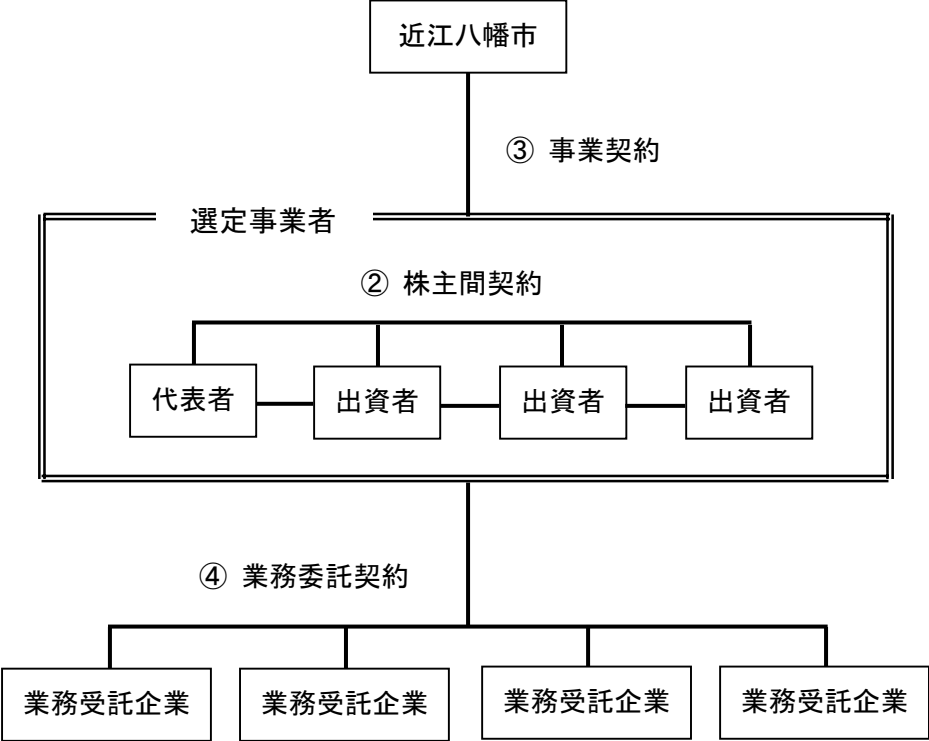 近江八幡市
③ 事業契約
選定事業者
② 株主間契約
代表者 出資者 出資者 出資者
④ 業務委託契約
業務受託企業 業務受託企業 業務受託企業 業務受託企業